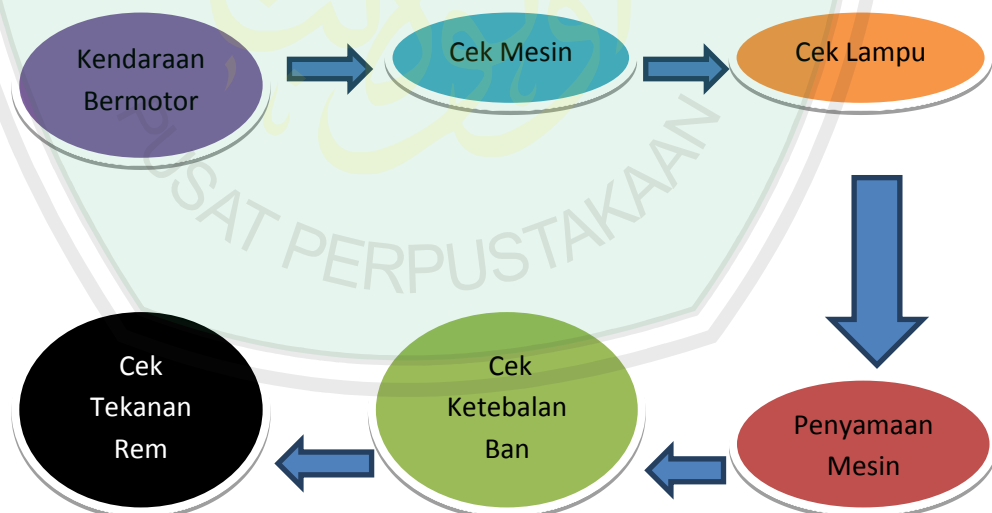 Kendaraan
Bermotor
Cek Mesin
Cek Lampu
PUSAT PERPUSTAKAAN
Penyamaan
Mesin
Cek
Ketebalan
Ban
Cek
Tekanan
Rem